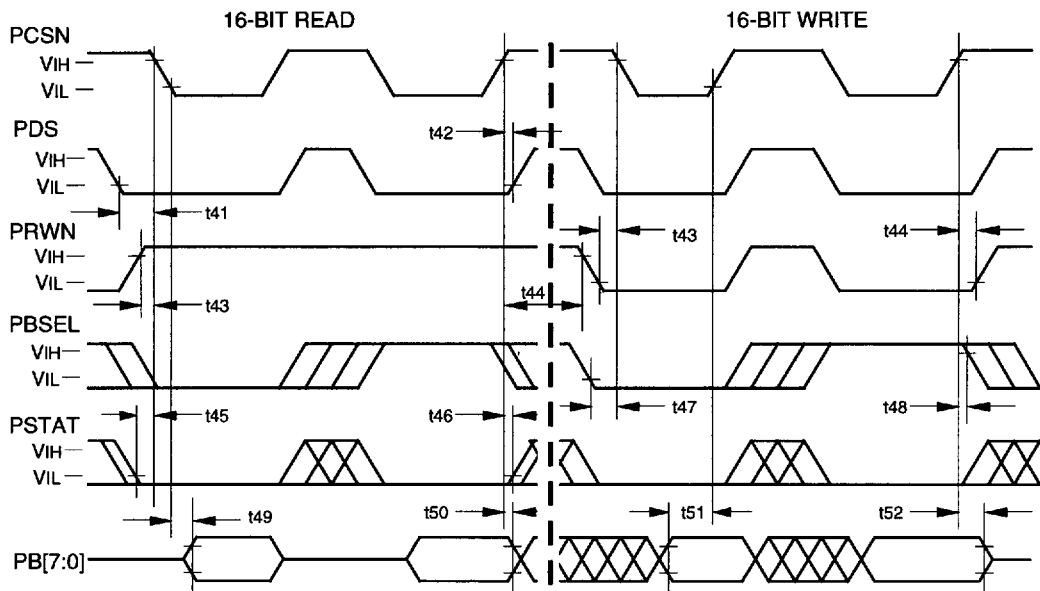 16-BIT READ 16-BIT WRITE
PCSN
VIH
VIL
PDS
t42
VIH
VIL
t41
PRWN
t43 t44
VIH
VIL
t43 t44
PBSEL
VIH
VIL
t45 t46 t47 t48
PSTAT
VIH
VIL
t49 t50 t51 t52
PB[7:0]